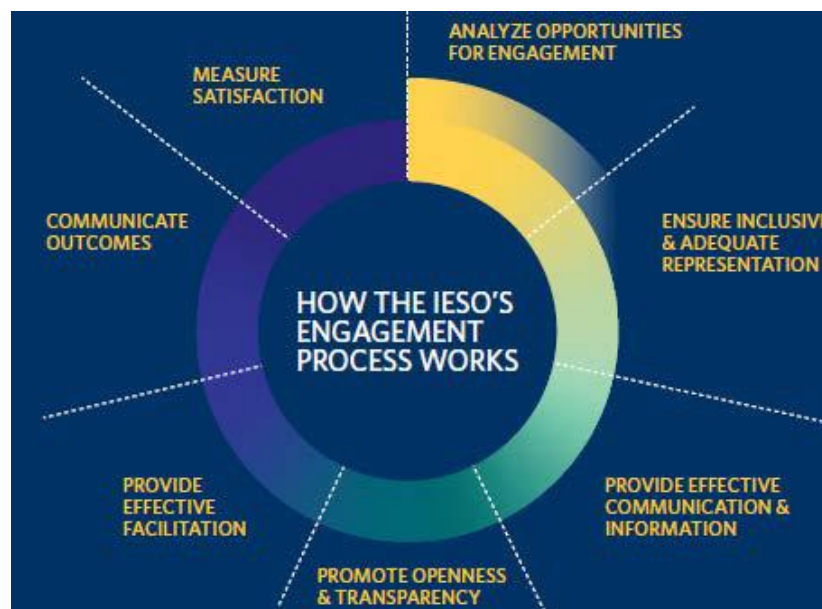 ANALYZE OPPORTUNITIES
FOR ENGAGEMENT
MEASURE
SATISFACTION
COMMUNICATE
OUTCOMES
ENSURE INCLUSIVE
& ADEQUATE
REPRESENTATION
HOW THE IESO'S
ENGAGEMENT
PROCESS WORKS
PROVIDE
EFFECTIVE
FACILITATION
PROVIDE EFFECTIVE
COMMUNICATION &
INFORMATION
PROMOTE OPENNESS
& TRANSPARENCY